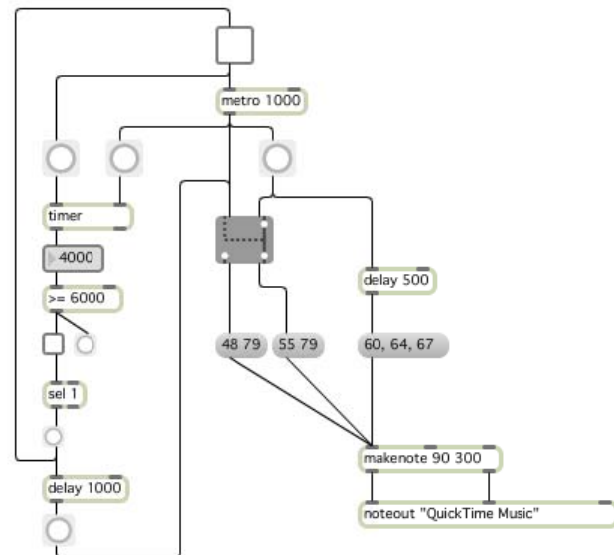 metro 1000
timer
4000
>= 6000
delay 500
48 79
55 79
60, 64, 67
sel 1
makenote 90 300
delay 1000
noteout "QuickTime Music"